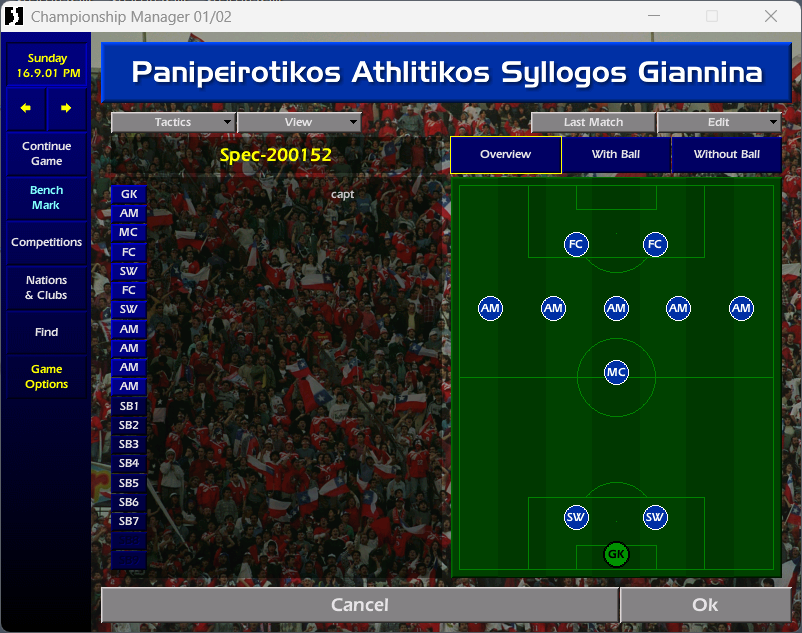 Championship Manager 01/02
Sunday
16.9.01 PM
Continue
Game
Bench
Mark
Competitions
Nations
& Clubs
Find
Game
Options
Panipeirotikos Athlitikos Syllogos Giannina
Tactics View Last Match Edit
Spec-200152
Overview With Ball Without Ball
GK capt
AM
MC
FC
SW
FC
SW
AM
AM
AM
AM
SB1
SB2
SB3
SB4
SB5
SB6
SB7
FC FC
AM AM AM AM AM
MC
SW SW
GK
Cancel Ok